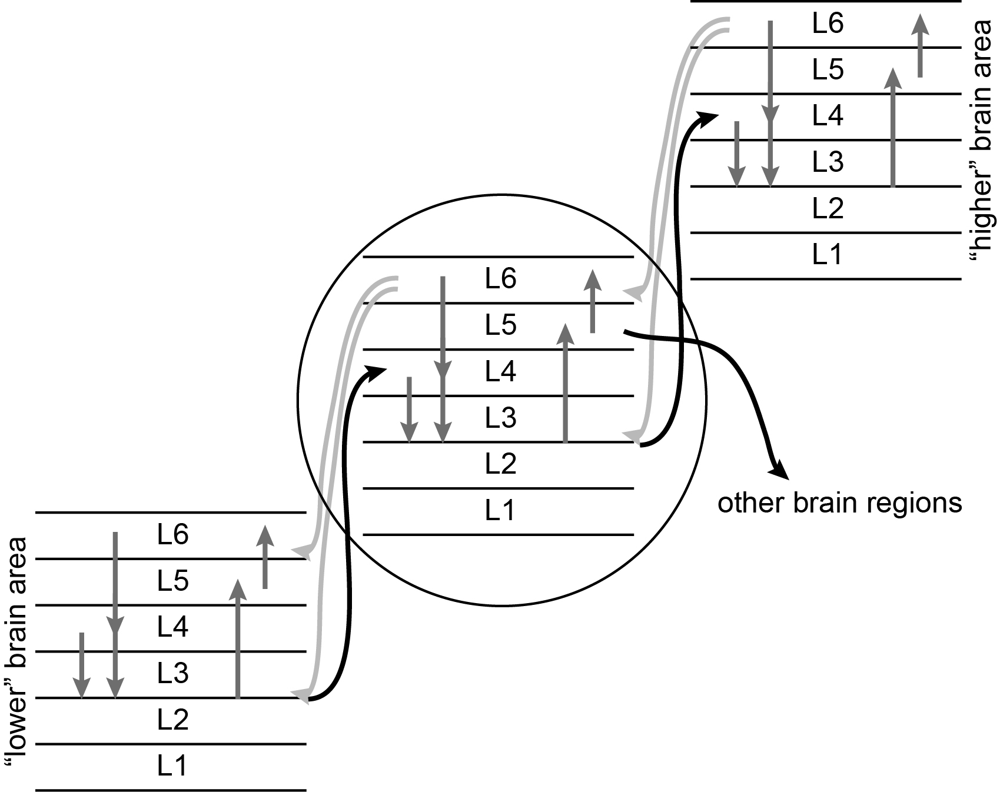 L6
L5
L4
L3
L2
L1
“higher” brain area
L6
L5
L4
L3
L2
L1
other brain regions
L6
L5
L4
L3
L2
L1
“lower” brain area